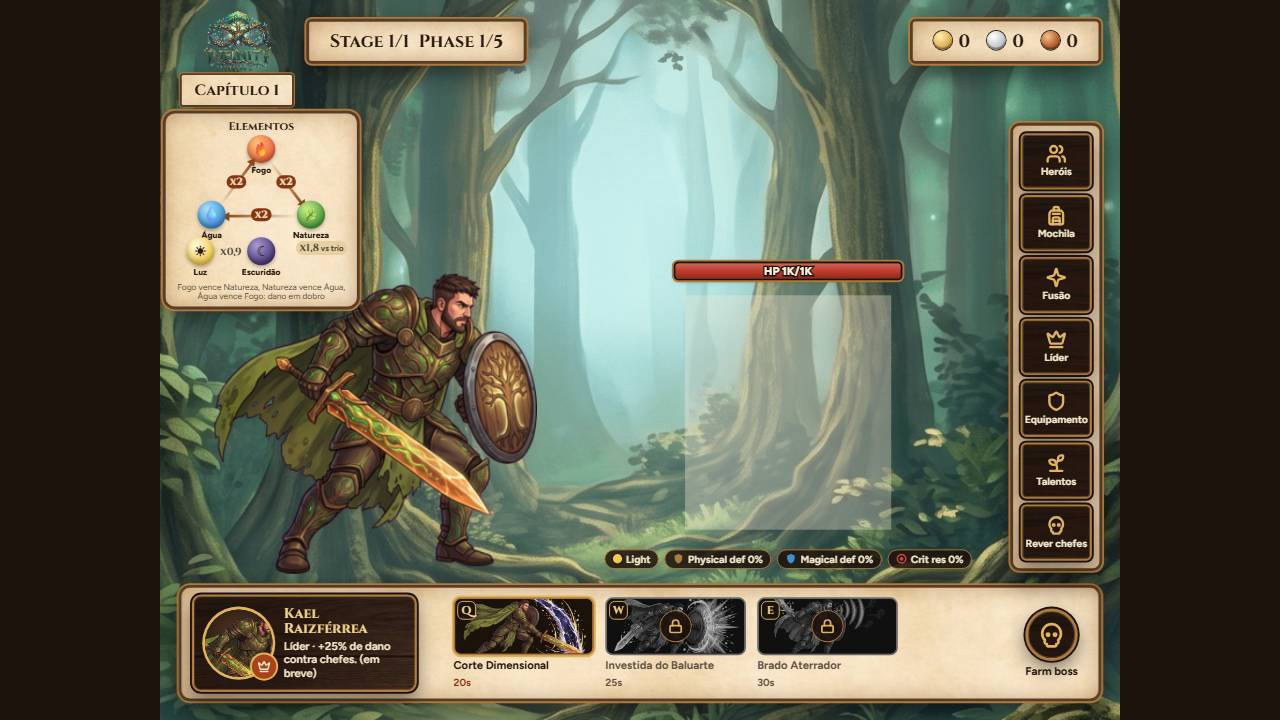 STAGE 1/1 PHASE 1/5
0 0 0
CAPÍTULO 1
ELEMENTOS
Fogo
X2 X2
X2
Água Natureza
X0,9 X1,8 vs trio
Luz Escuridão
Fogo vence Natureza, Natureza vence Água,
Água vence Fogo: dano em dobro
HP 1K/1K
Heróis
Mochila
Fusão
Líder
Equipamento
Talentos
Rever chefes
Light Physical def 0% Magical def 0% Crit res 0%
KAEL
RAIZFÉRREA
Líder · +25% de dano
contra chefes. (em
breve)
Q W E
Corte Dimensional Investida do Baluarte Brado Aterrador
20s 25s 30s
Farm boss